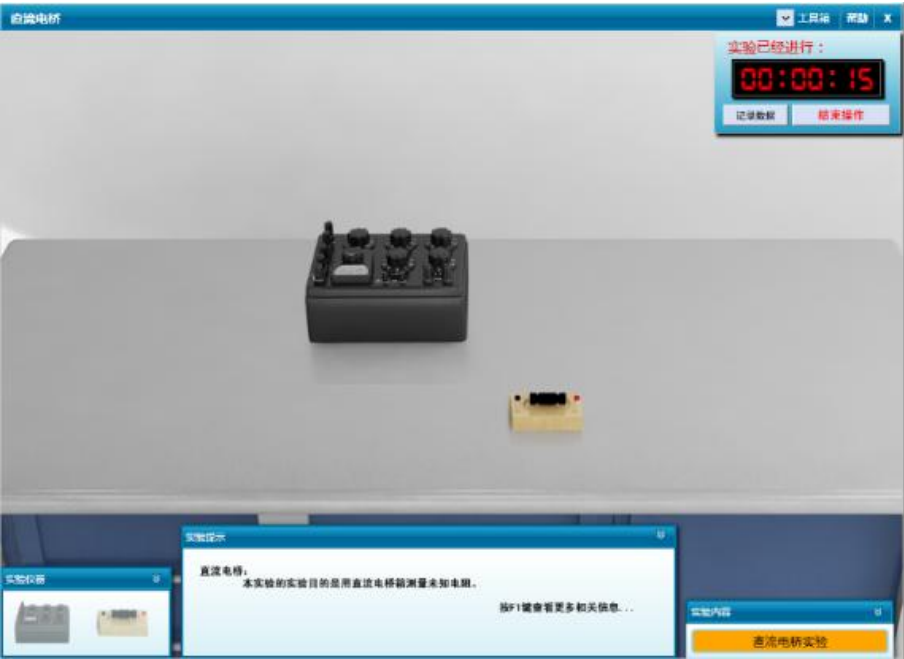 直流电桥
工具箱 帮助 X
实验已经进行：
00:00:15
记录数据 结束操作
实验提示
直流电桥：
本实验的实验目的是用直流电桥箱测量未知电阻。
按F1键查看更多相关信息...
实验仪器
实验内容
直流电桥实验